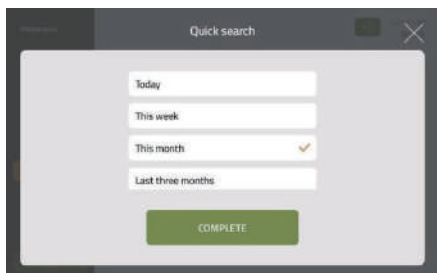 Quick search
Today
This week
This month
Last three months
COMPLETE